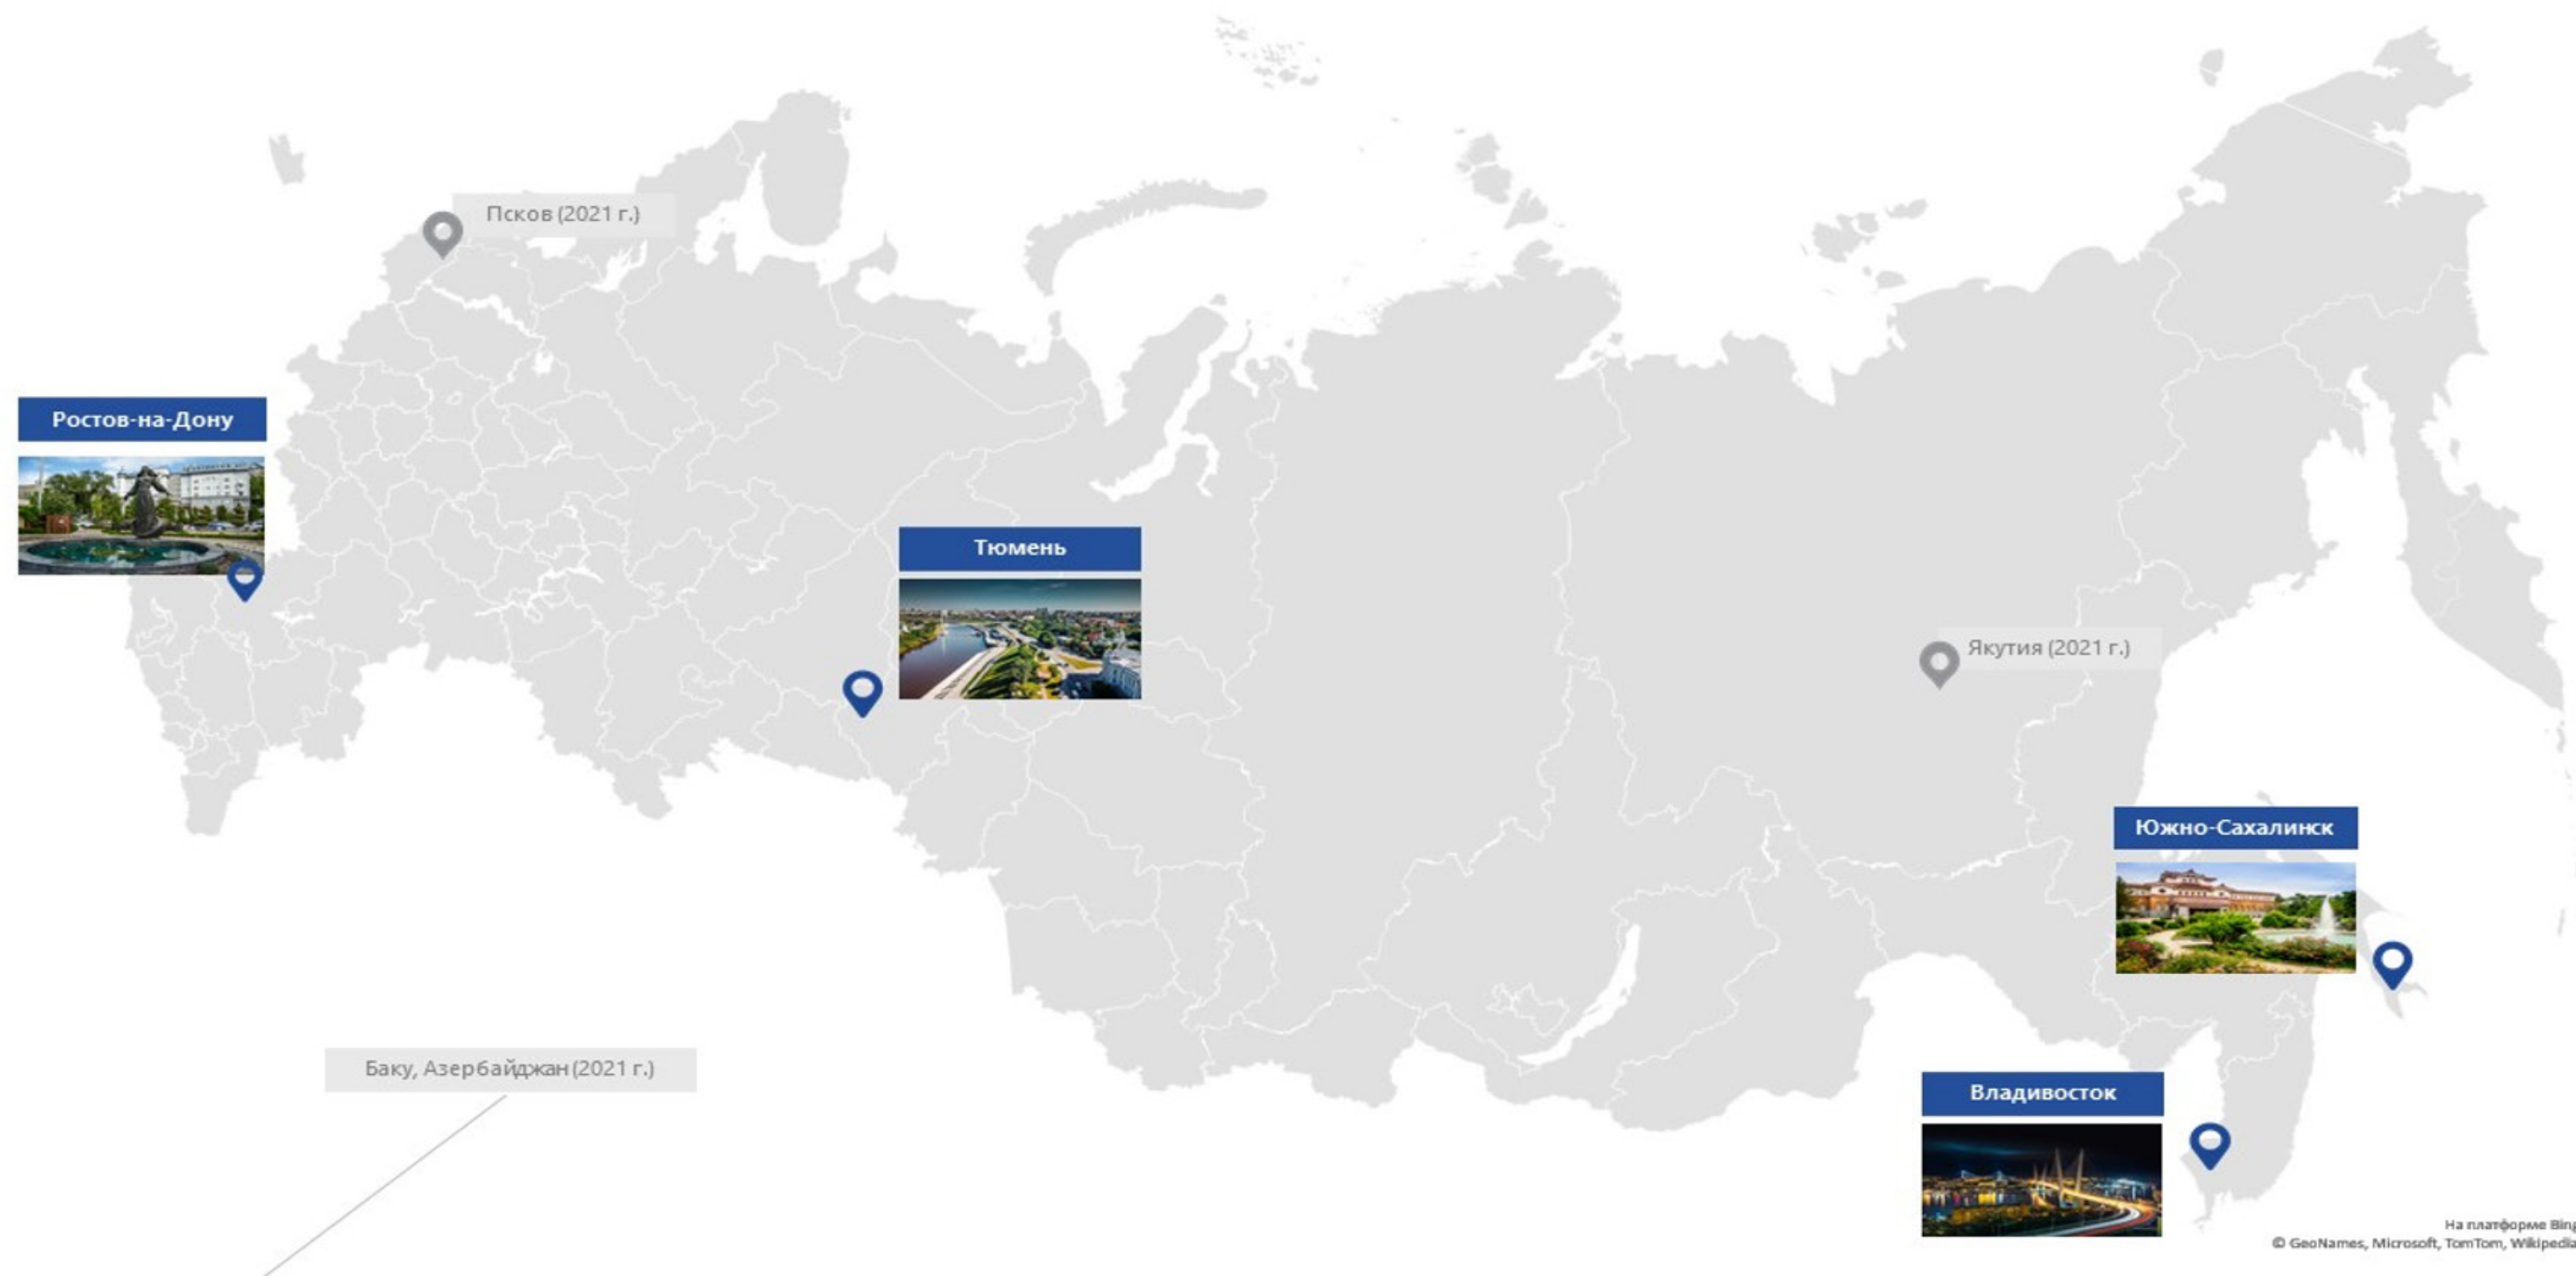 Псков (2021 г.)
Ростов-на-Дону
Тюмень
Якутия (2021 г.)
Южно-Сахалинск
Баку, Азербайджан (2021 г.)
Владивосток
На платформе Bing
© GeoNames, Microsoft, TomTom, Wikipedia